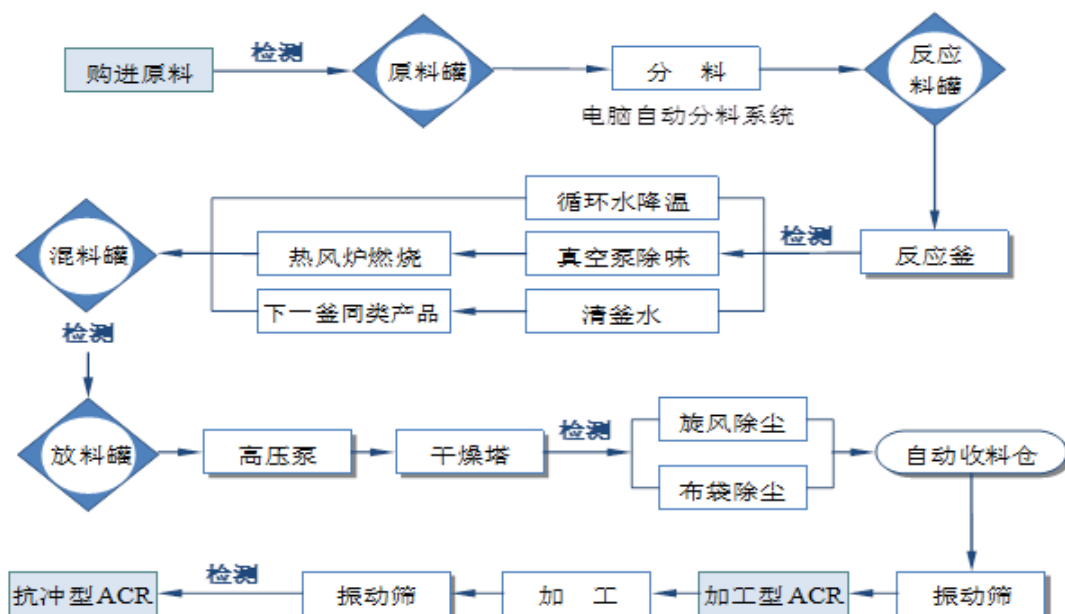 购进原料
检测
原料罐
分 料
电脑自动分料系统
反应
料罐
循环水降温
混料罐
热风炉燃烧
真空泵除味
检测
反应釜
下一釜同类产品
清釜水
检测
放料罐
高压泵
干燥塔
检测
旋风除尘
布袋除尘
自动收料仓
抗冲型ACR
检测
振动筛
加 工
加工型ACR
振动筛